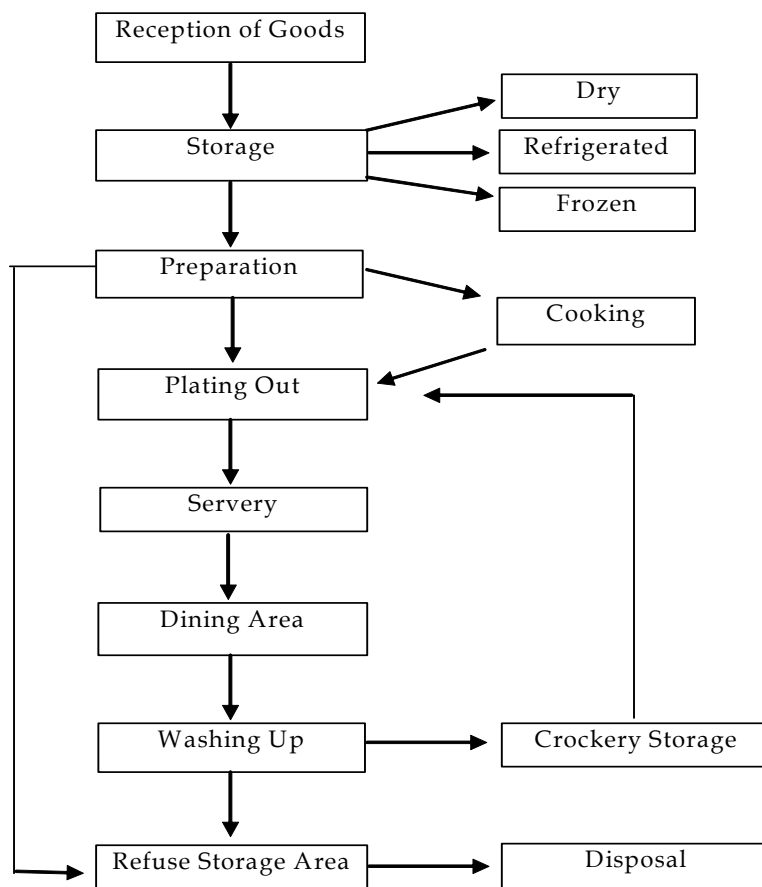 Reception of Goods
Dry
Storage
Refrigerated
Frozen
Preparation
Cooking
Plating Out
Servery
Dining Area
Washing Up
Crockery Storage
Refuse Storage Area
Disposal